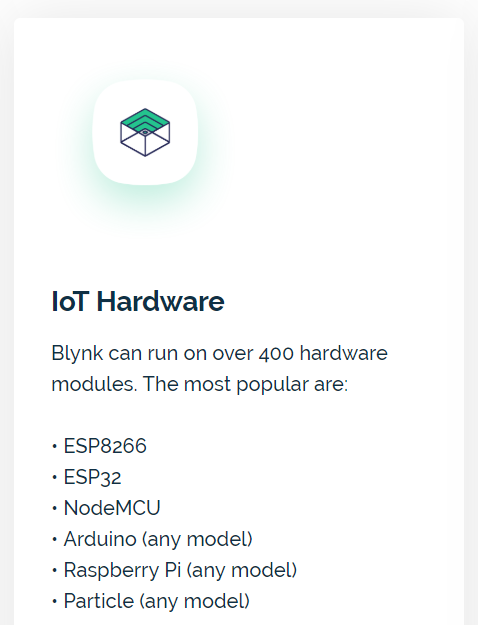 IoT Hardware
Blynk can run on over 400 hardware
modules. The most popular are:
• ESP8266
• ESP32
• NodeMCU
• Arduino (any model)
• Raspberry Pi (any model)
• Particle (any model)